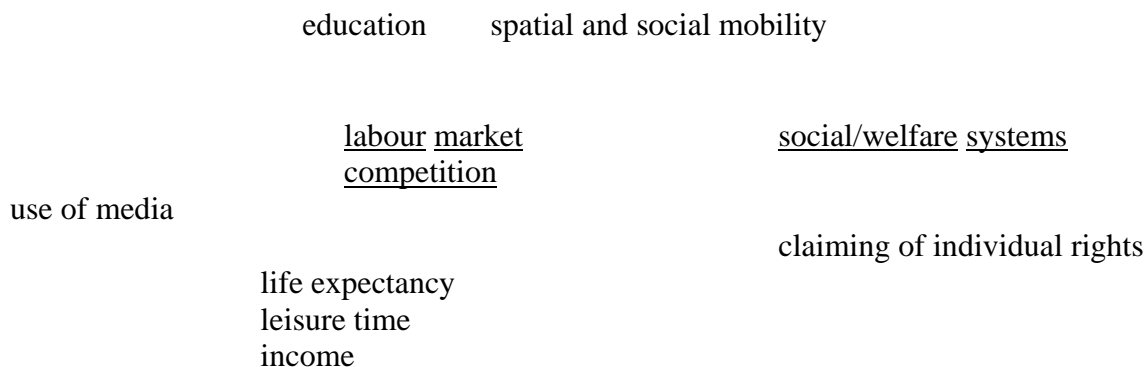 education spatial and social mobility
labour market social/welfare systems
competition
use of media
claiming of individual rights
life expectancy
leisure time
income